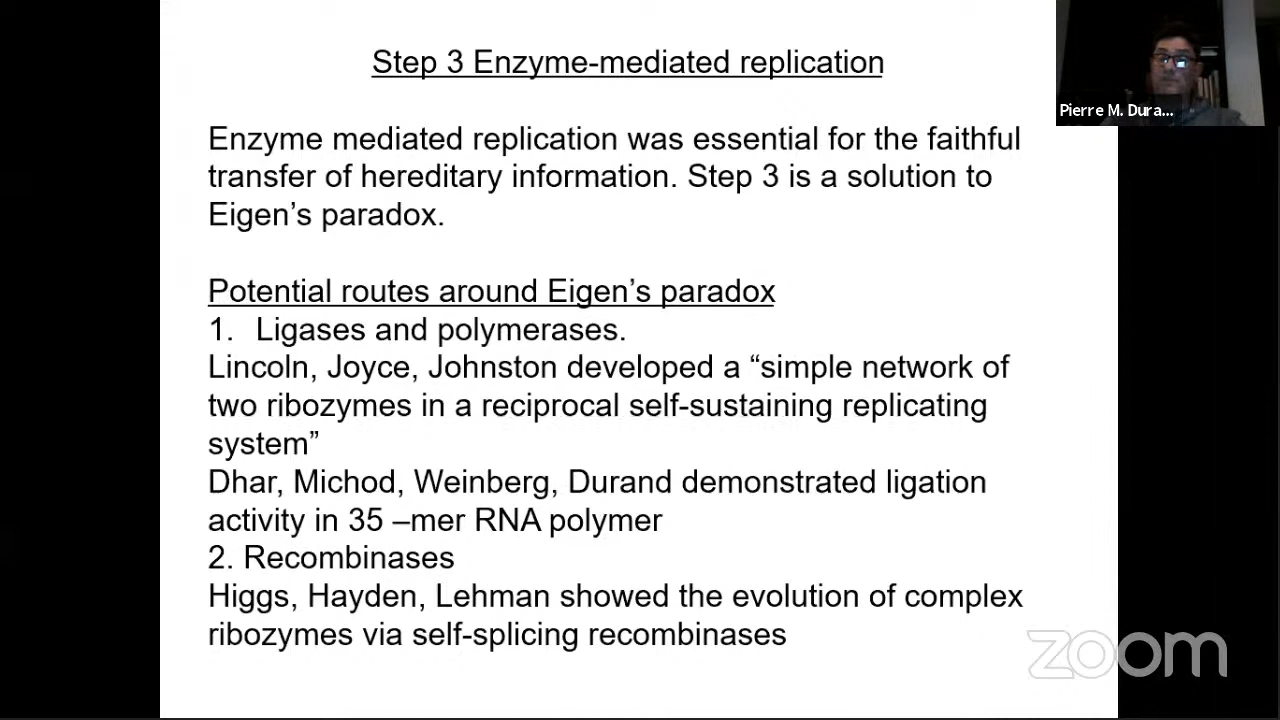 Step 3 Enzyme-mediated replication
Enzyme mediated replication was essential for the faithful
transfer of hereditary information. Step 3 is a solution to
Eigen’s paradox.
Potential routes around Eigen’s paradox
1. Ligases and polymerases.
Lincoln, Joyce, Johnston developed a “simple network of
two ribozymes in a reciprocal self-sustaining replicating
system”
Dhar, Michod, Weinberg, Durand demonstrated ligation
activity in 35 –mer RNA polymer
2. Recombinases
Higgs, Hayden, Lehman showed the evolution of complex
ribozymes via self-splicing recombinases
Pierre M. Dura...
zoom